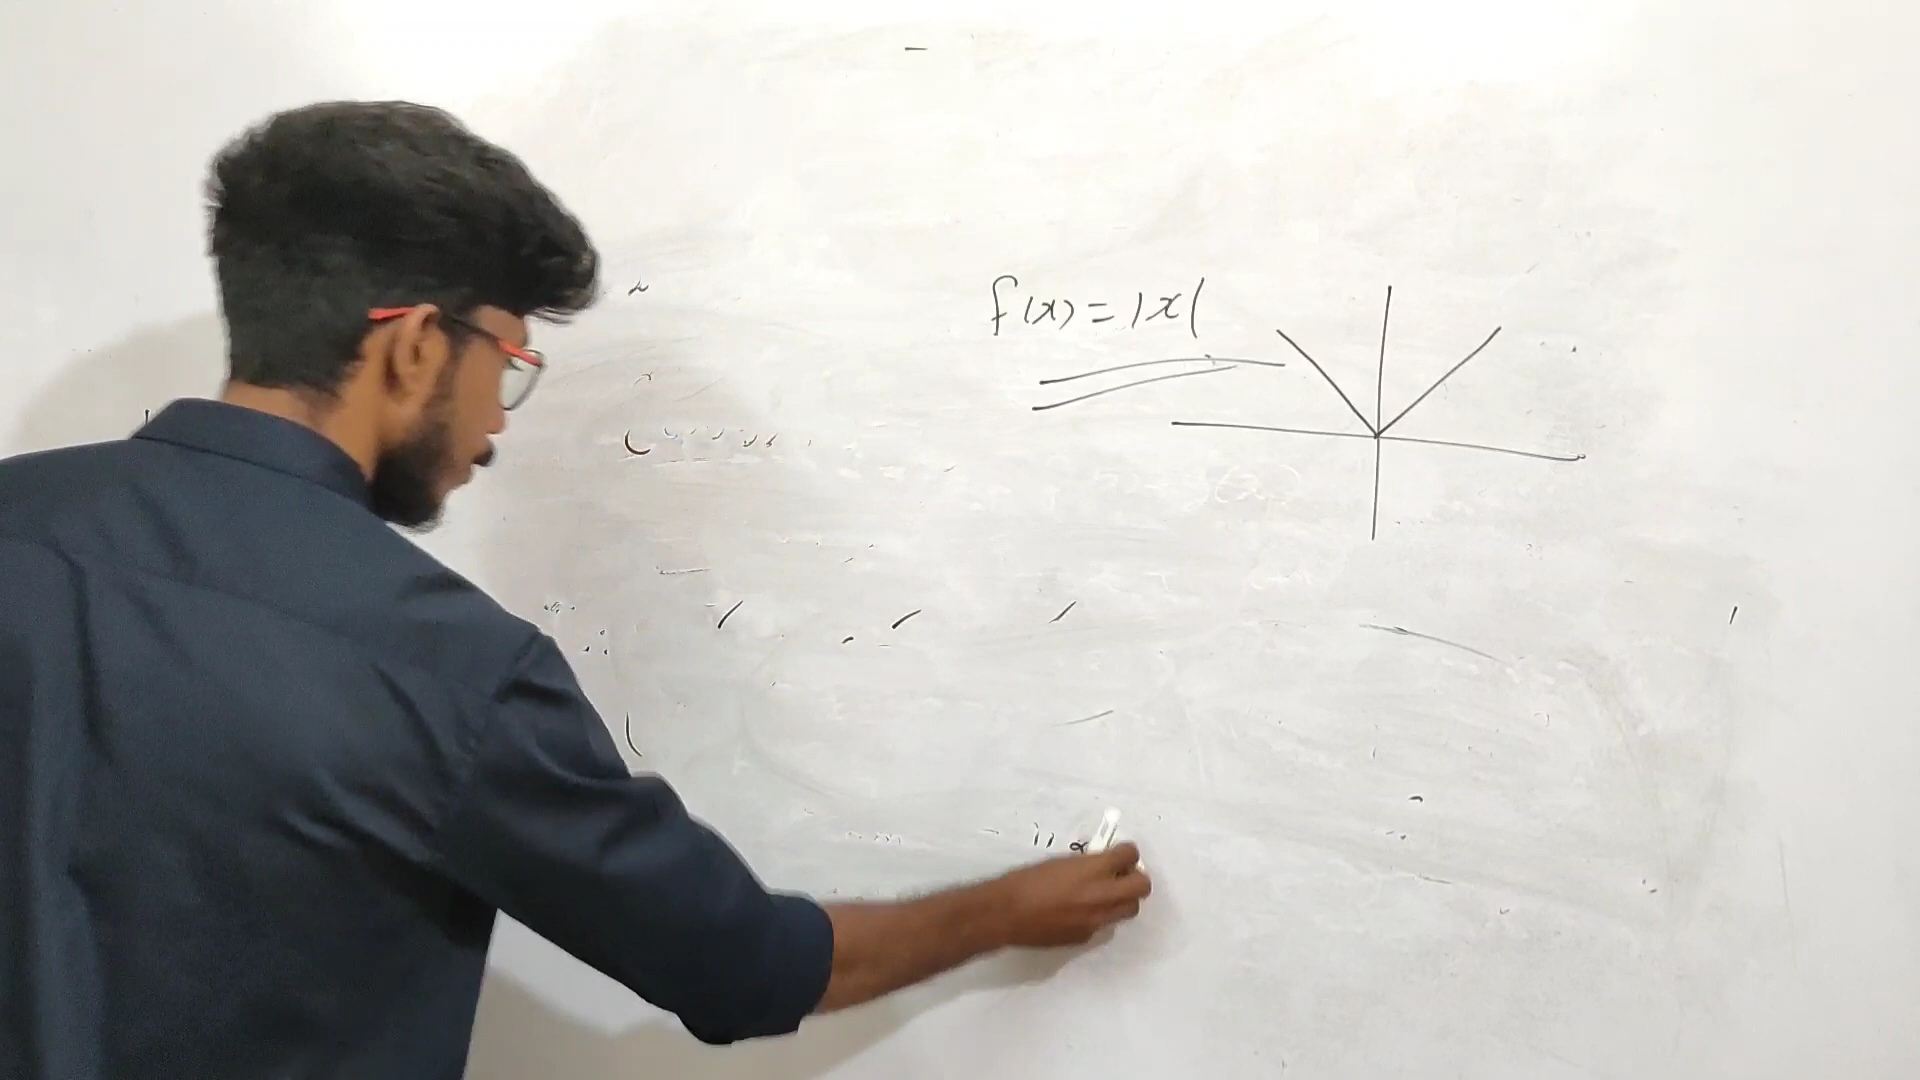 f(x) = |x|